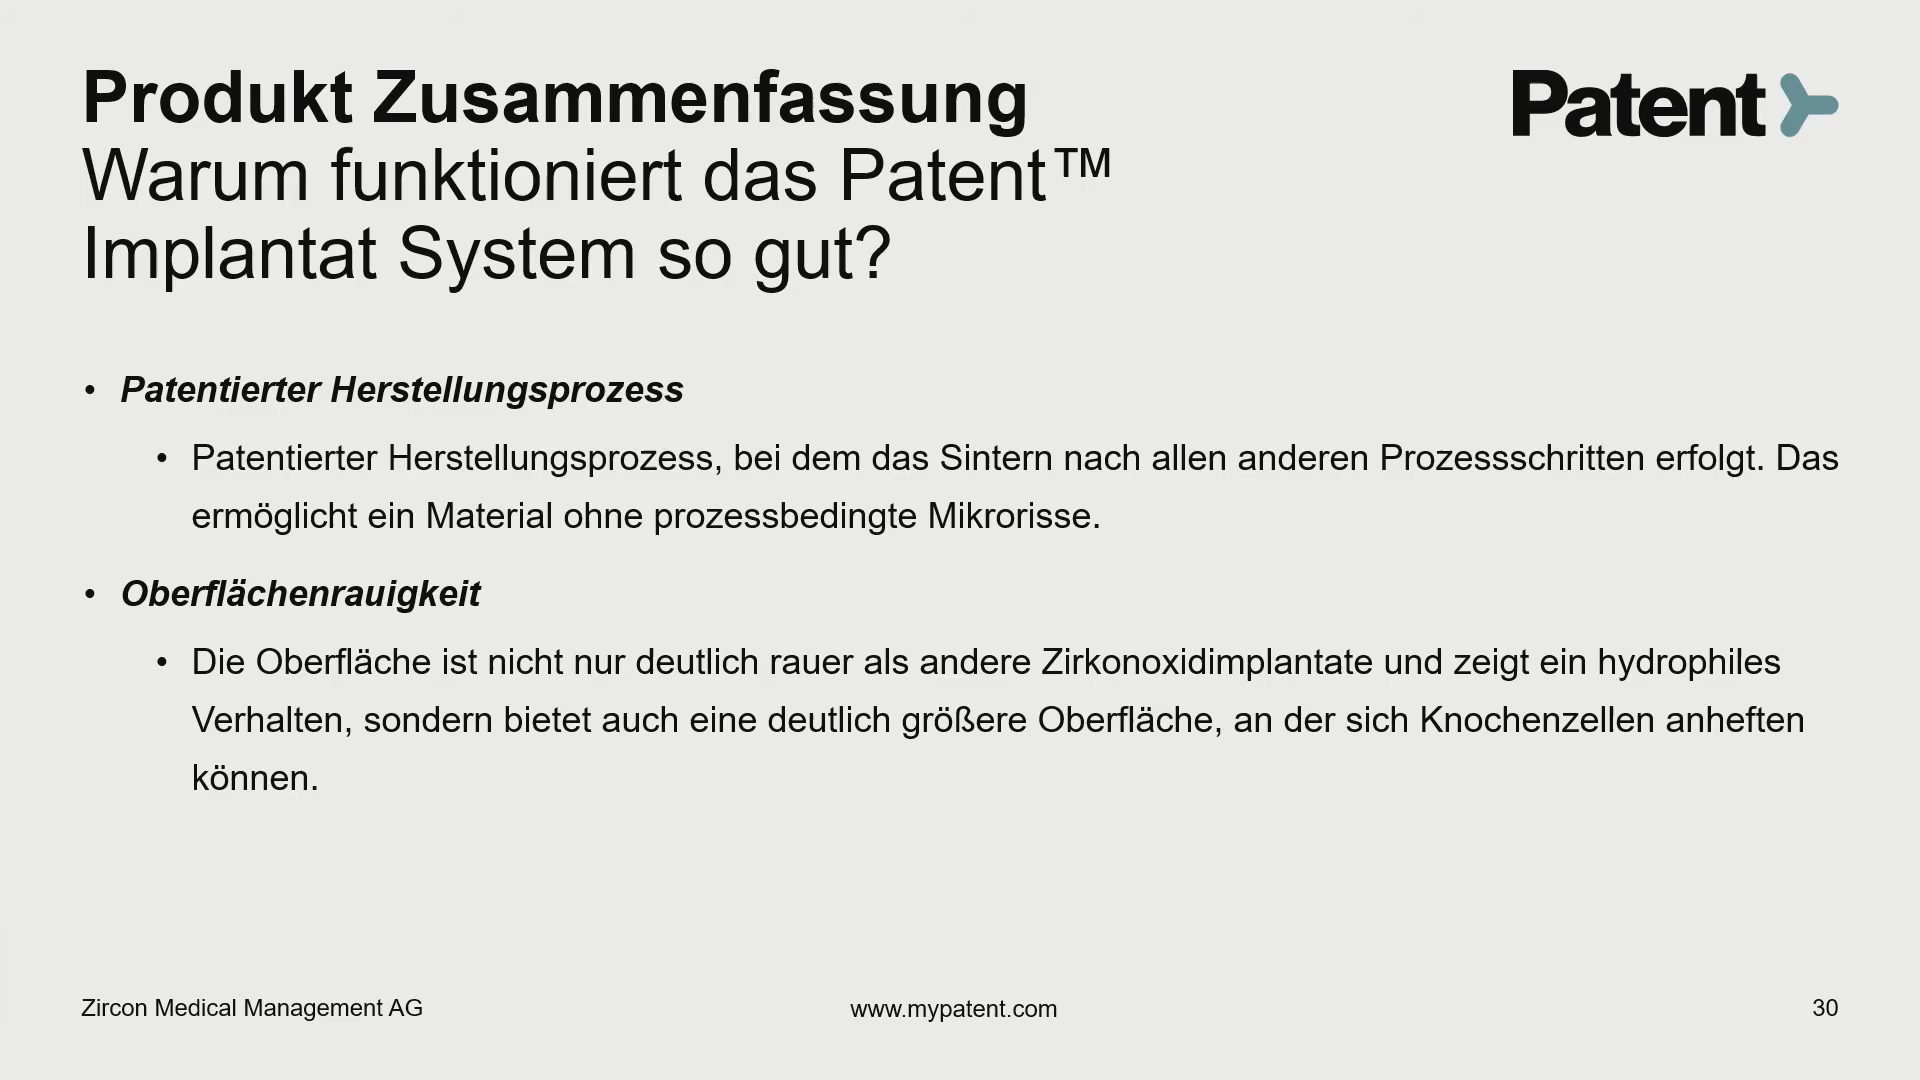 Produkt Zusammenfassung
Patent
Warum funktioniert das Patent™
Implantat System so gut?
• Patentierter Herstellungsprozess
• Patentierter Herstellungsprozess, bei dem das Sintern nach allen anderen Prozessschritten erfolgt. Das
ermöglicht ein Material ohne prozessbedingte Mikrorisse.
• Oberflächenrauigkeit
• Die Oberfläche ist nicht nur deutlich rauer als andere Zirkonoxidimplantate und zeigt ein hydrophiles
Verhalten, sondern bietet auch eine deutlich größere Oberfläche, an der sich Knochenzellen anheften
können.
Zircon Medical Management AG
www.mypatent.com
30